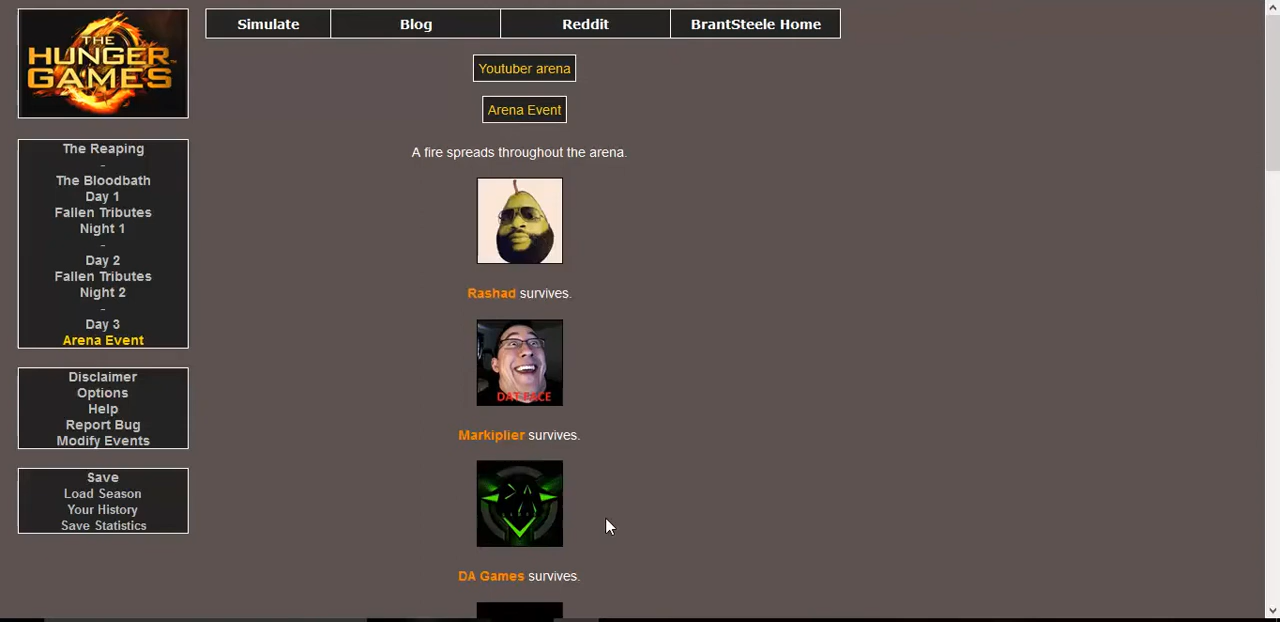 THE
HUNGER
GAMES
Simulate
Blog
Reddit
BrantSteele Home
The Reaping
-
The Bloodbath
Day 1
Fallen Tributes
Night 1
-
Day 2
Fallen Tributes
Night 2
-
Day 3
Arena Event
Disclaimer
Options
Help
Report Bug
Modify Events
Save
Load Season
Your History
Save Statistics
Youtuber arena
Arena Event
A fire spreads throughout the arena.
Rashad survives.
DAT FACE
Markiplier survives.
DA Games survives.